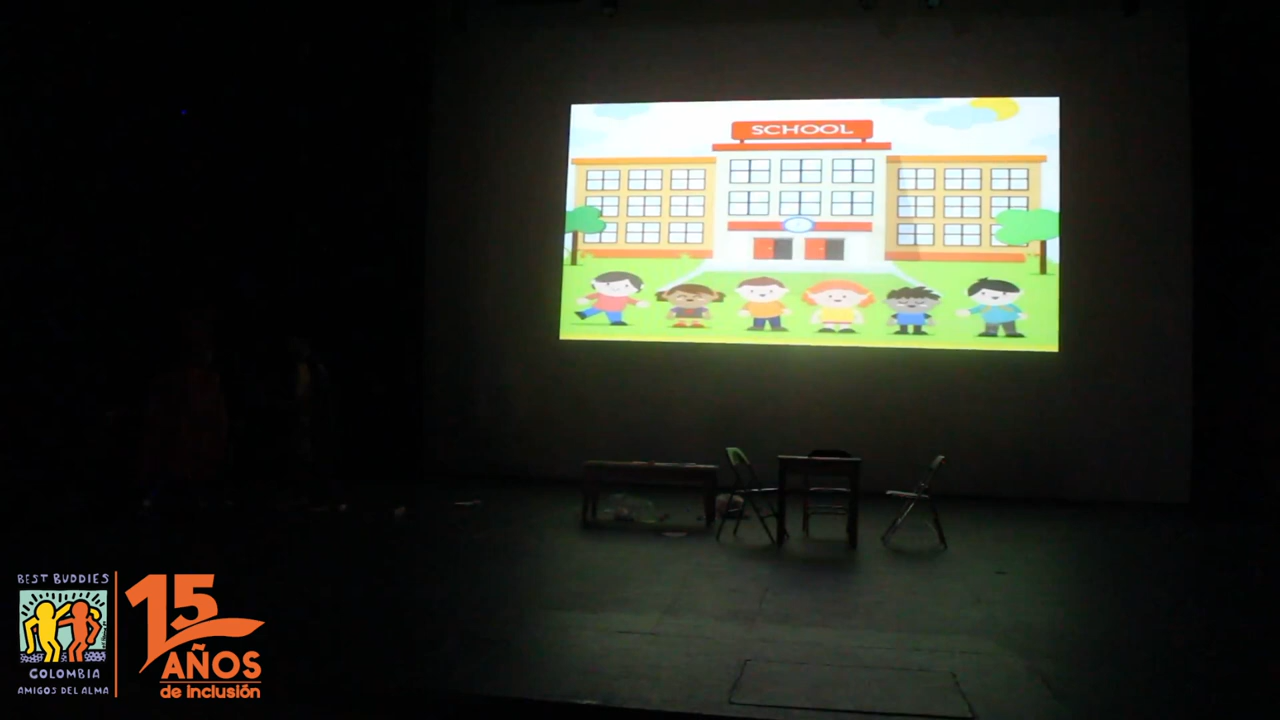 SCHOOL
BEST BUDDIES
COLOMBIA
AMIGOS DEL ALMA
15
AÑOS
de inclusión